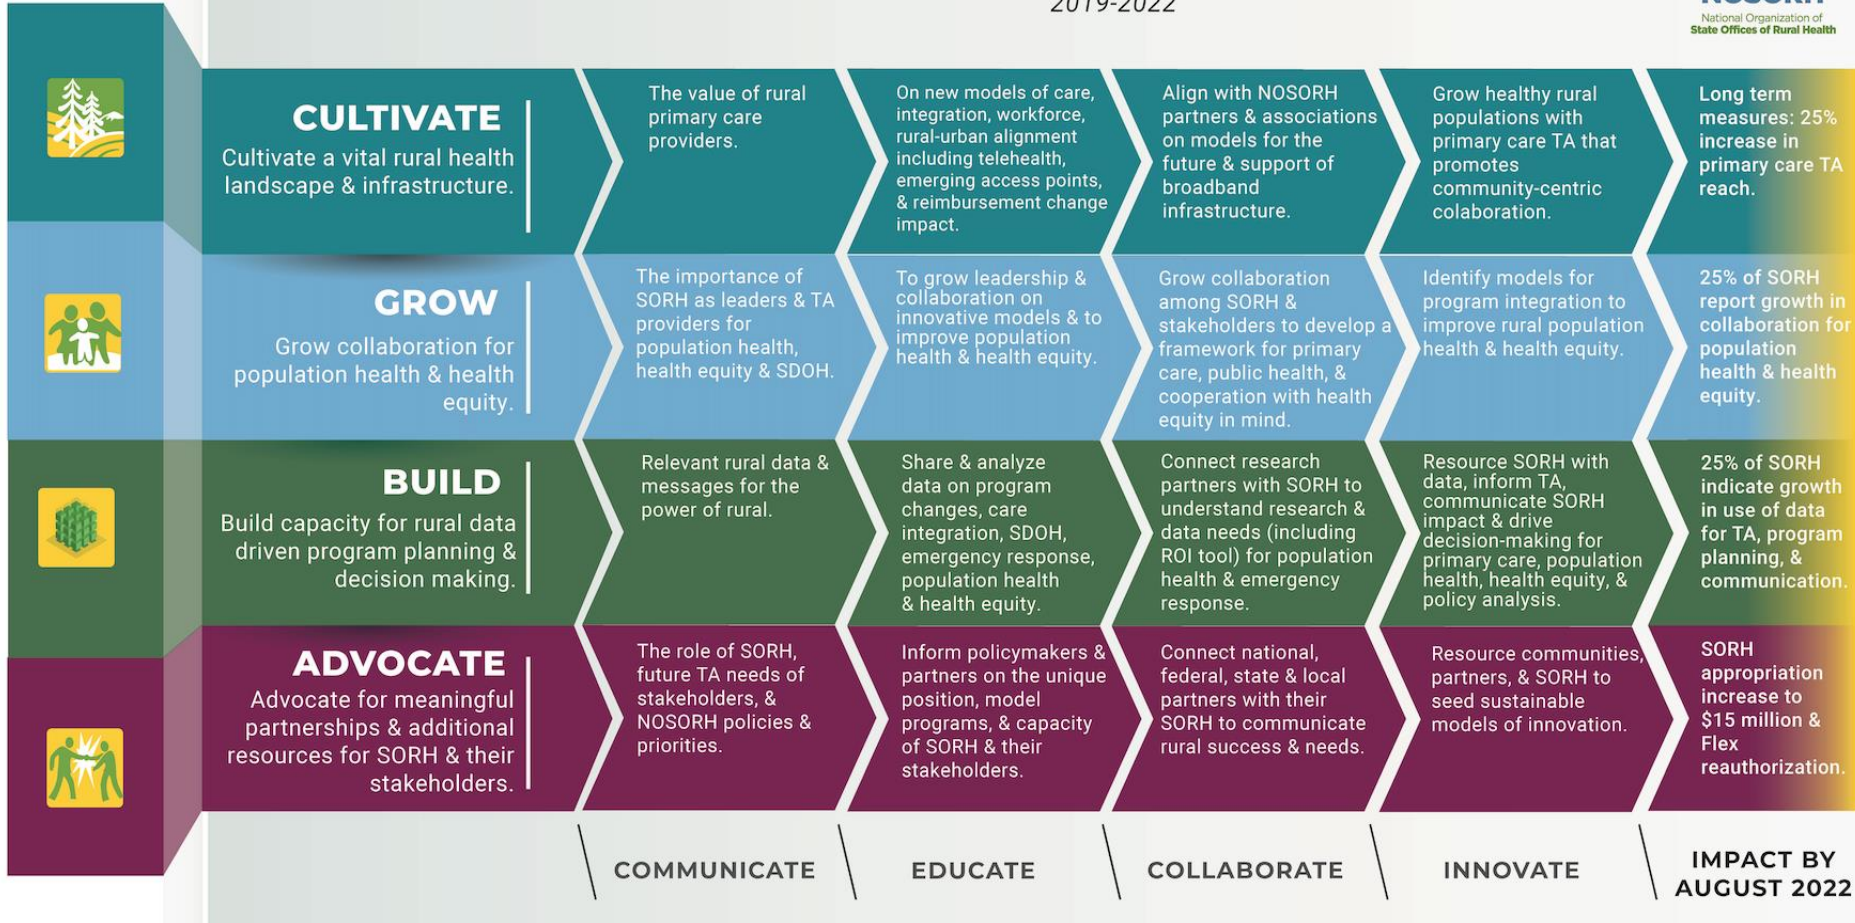 2019-2022
NOSORH
National Organization of
State Offices of Rural Health
CULTIVATE
Cultivate a vital rural health
landscape & infrastructure.
The value of rural
primary care
providers.
On new models of care,
integration, workforce,
rural-urban alignment
including telehealth,
emerging access points,
& reimbursement change
impact.
Align with NOSORH
partners & associations
on models for the
future & support of
broadband
infrastructure.
Grow healthy rural
populations with
primary care TA that
promotes
community-centric
colaboration.
Long term
measures: 25%
increase in
primary care TA
reach.
GROW
Grow collaboration for
population health & health
equity.
The importance of
SORH as leaders & TA
providers for
population health,
health equity & SDOH.
To grow leadership &
collaboration on
innovative models & to
improve population
health & health equity.
Grow collaboration
among SORH &
stakeholders to develop a
framework for primary
care, public health, &
cooperation with health
equity in mind.
Identify models for
program integration to
improve rural population
health & health equity.
25% of SORH
report growth in
collaboration for
population
health & health
equity.
BUILD
Build capacity for rural data
driven program planning &
decision making.
Relevant rural data &
messages for the
power of rural.
Share & analyze
data on program
changes, care
integration, SDOH,
emergency response,
population health
& health equity.
Connect research
partners with SORH to
understand research &
data needs (including
ROI tool) for population
health & emergency
response.
Resource SORH with
data, inform TA,
communicate SORH
impact & drive
decision-making for
primary care, population
health, health equity, &
policy analysis.
25% of SORH
indicate growth
in use of data
for TA, program
planning, &
communication.
ADVOCATE
Advocate for meaningful
partnerships & additional
resources for SORH & their
stakeholders.
The role of SORH,
future TA needs of
stakeholders, &
NOSORH policies &
priorities.
Inform policymakers &
partners on the unique
position, model
programs, & capacity
of SORH & their
stakeholders.
Connect national,
federal, state & local
partners with their
SORH to communicate
rural success & needs.
Resource communities,
partners, & SORH to
seed sustainable
models of innovation.
SORH
appropriation
increase to
$15 million &
Flex
reauthorization.
COMMUNICATE
EDUCATE
COLLABORATE
INNOVATE
IMPACT BY
AUGUST 2022